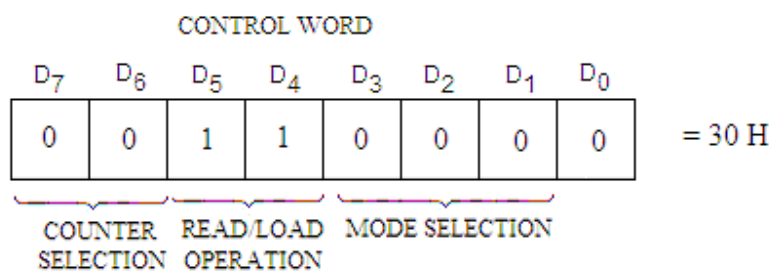 CONTROL WORD
D7 D6 D5 D4 D3 D2 D1 D0
0 0 1 1 0 0 0 0 = 30 H
COUNTER READ/LOAD MODE SELECTION
SELECTION OPERATION